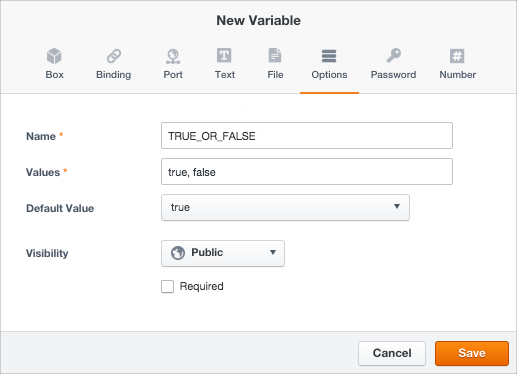 New Variable
Box Binding Port Text File Options Password Number
Name * TRUE_OR_FALSE
Values * true, false
Default Value true
Visibility Public
Required
Cancel Save